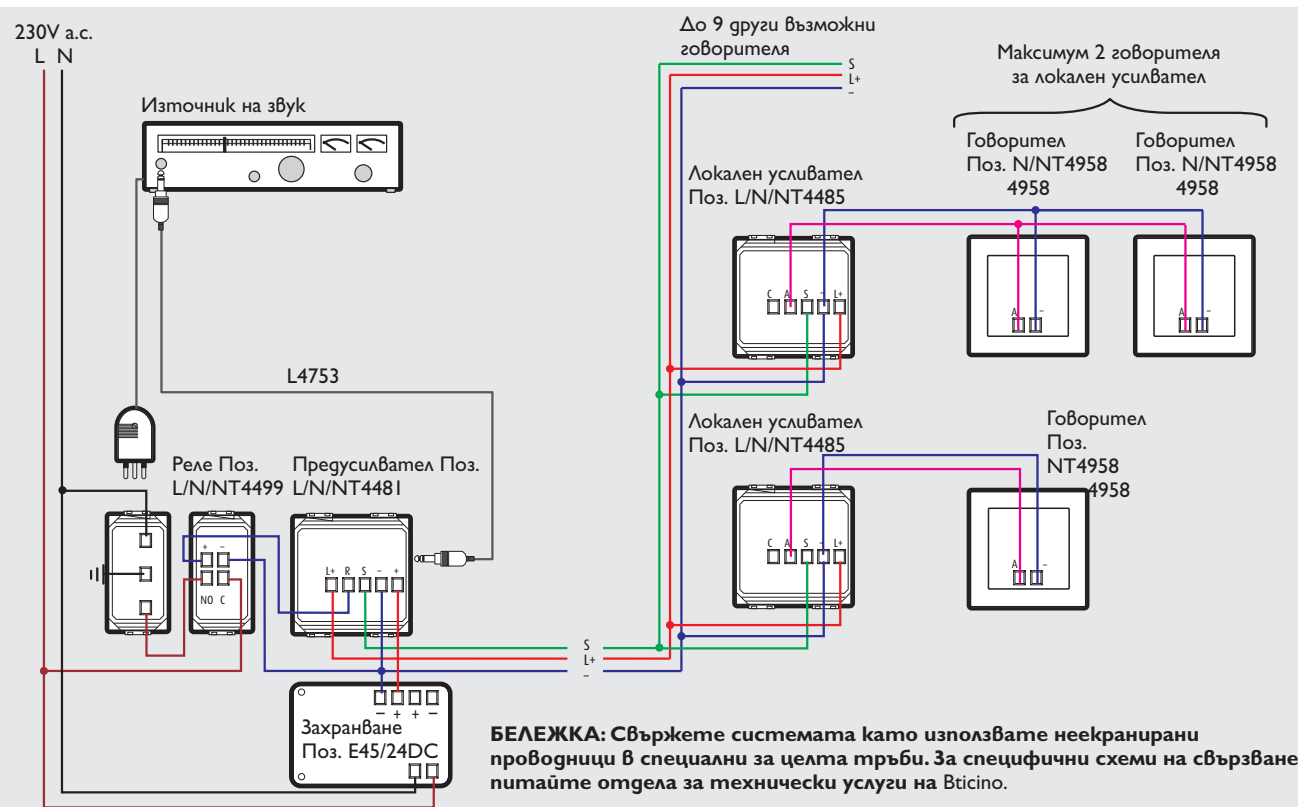 230V a.c.
L N
Източник на звук
До 9 други възможни
говорителя
S
L+
–
Максимум 2 говорителя
за локален усилвател
Говорител
Поз. N/NT4958
4958
Говорител
Поз. N/NT4958
4958
Локален усливател
Поз. L/N/NT4485
C A S – L+
A –
A –
L4753
Локален усливател
Поз. L/N/NT4485
C A S – L+
Говорител
Поз.
NT4958
4958
A –
Реле Поз.
L/N/NT4499
+ –
NO C
Предусилвател Поз.
L/N/NT4481
L+ R S – +
S
L+
–
– + + –
Захранване
Поз. E45/24DC
БЕЛЕЖКА: Свържете системата като използвате неекранирани
проводници в специални за целта тръби. За специфични схеми на свързване
питайте отдела за технически услуги на Bticino.